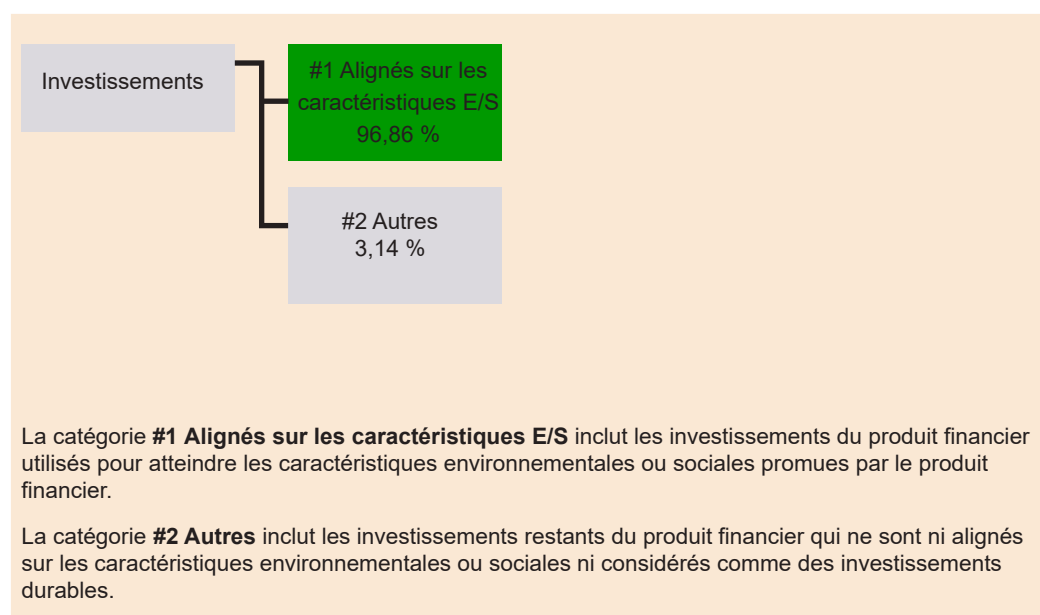 Investissements
#1 Alignés sur les
caractéristiques E/S
96,86 %
#2 Autres
3,14 %
La catégorie #1 Alignés sur les caractéristiques E/S inclut les investissements du produit financier
utilisés pour atteindre les caractéristiques environnementales ou sociales promues par le produit
financier.
La catégorie #2 Autres inclut les investissements restants du produit financier qui ne sont ni alignés
sur les caractéristiques environnementales ou sociales ni considérés comme des investissements
durables.